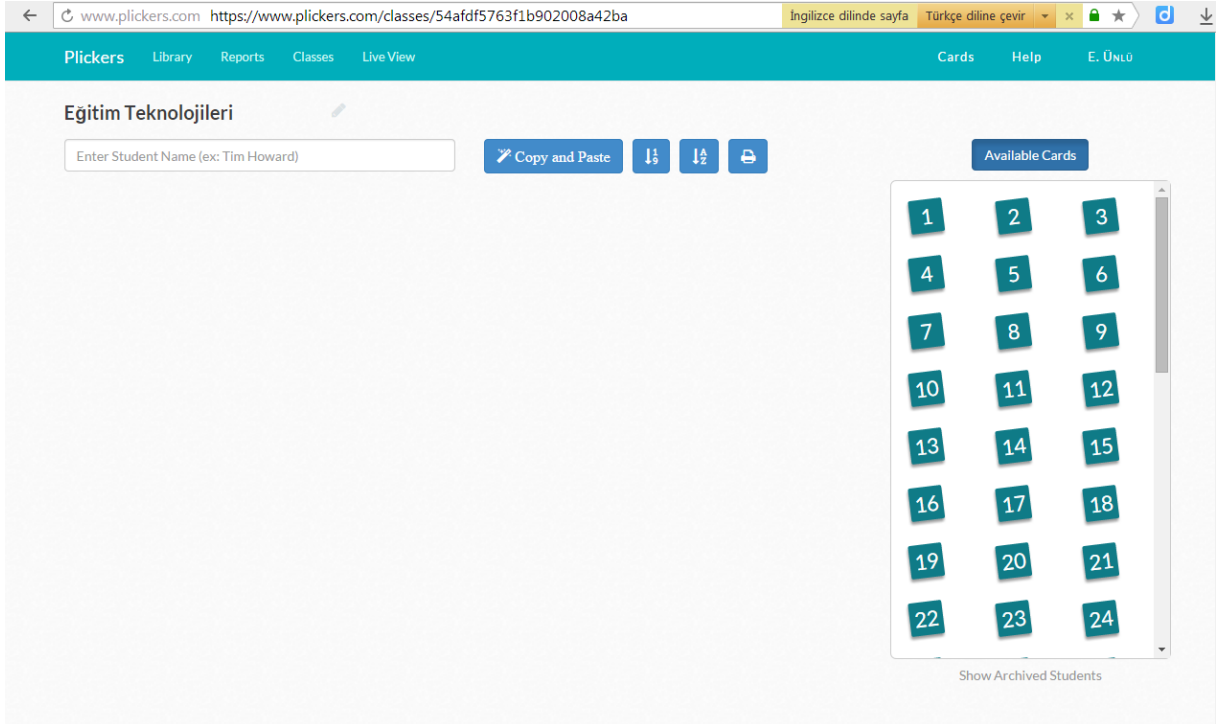 www.plickers.com https://www.plickers.com/classes/54afdf5763f1b902008a42ba İngilizce dilinde sayfa Türkçe diline çevir
Plickers Library Reports Classes Live View Cards Help E. Ünlü
Eğitim Teknolojileri
Enter Student Name (ex: Tim Howard) Copy and Paste Available Cards
1 2 3
4 5 6
7 8 9
10 11 12
13 14 15
16 17 18
19 20 21
22 23 24
Show Archived Students